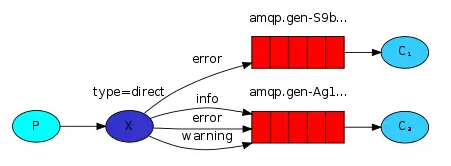 amqp.gen-S9b...
error
C₁
type=direct
amqp.gen-Ag1...
info
P
X
error
C₂
warning